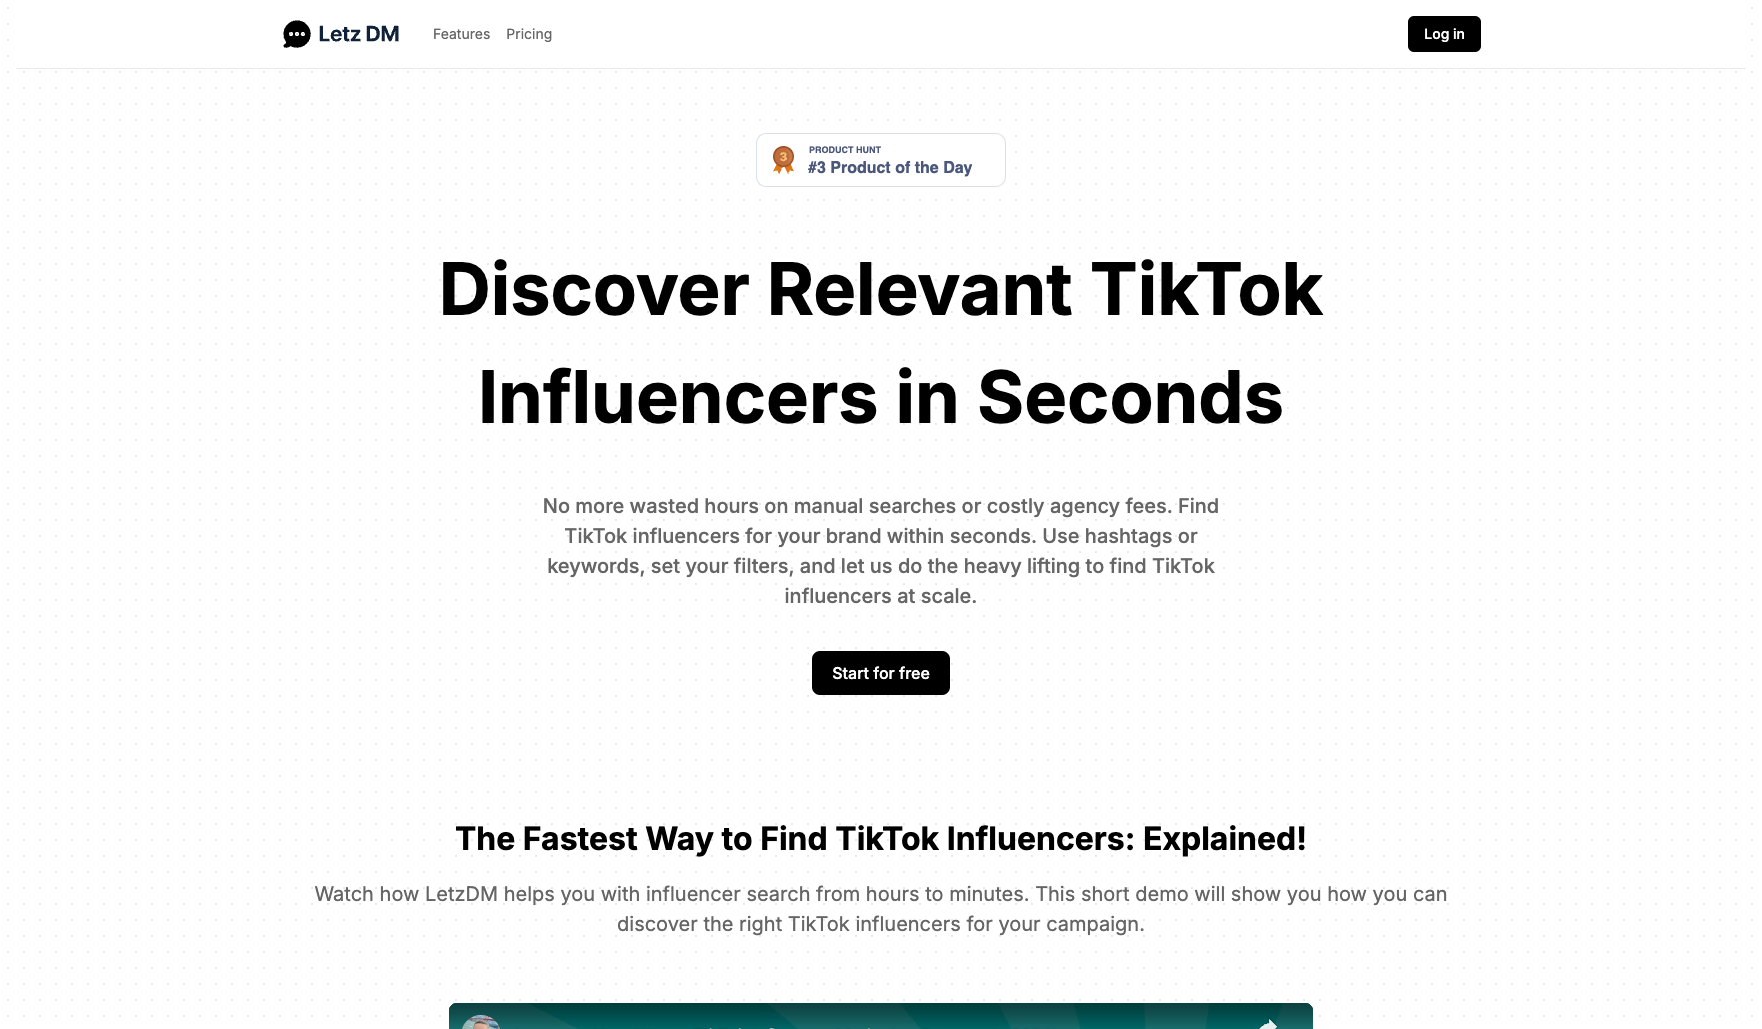 Letz DM
Features
Pricing
Log in
3
PRODUCT HUNT
#3 Product of the Day
Discover Relevant TikTok
Influencers in Seconds
No more wasted hours on manual searches or costly agency fees. Find
TikTok influencers for your brand within seconds. Use hashtags or
keywords, set your filters, and let us do the heavy lifting to find TikTok
influencers at scale.
Start for free
The Fastest Way to Find TikTok Influencers: Explained!
Watch how LetzDM helps you with influencer search from hours to minutes. This short demo will show you how you can
discover the right TikTok influencers for your campaign.